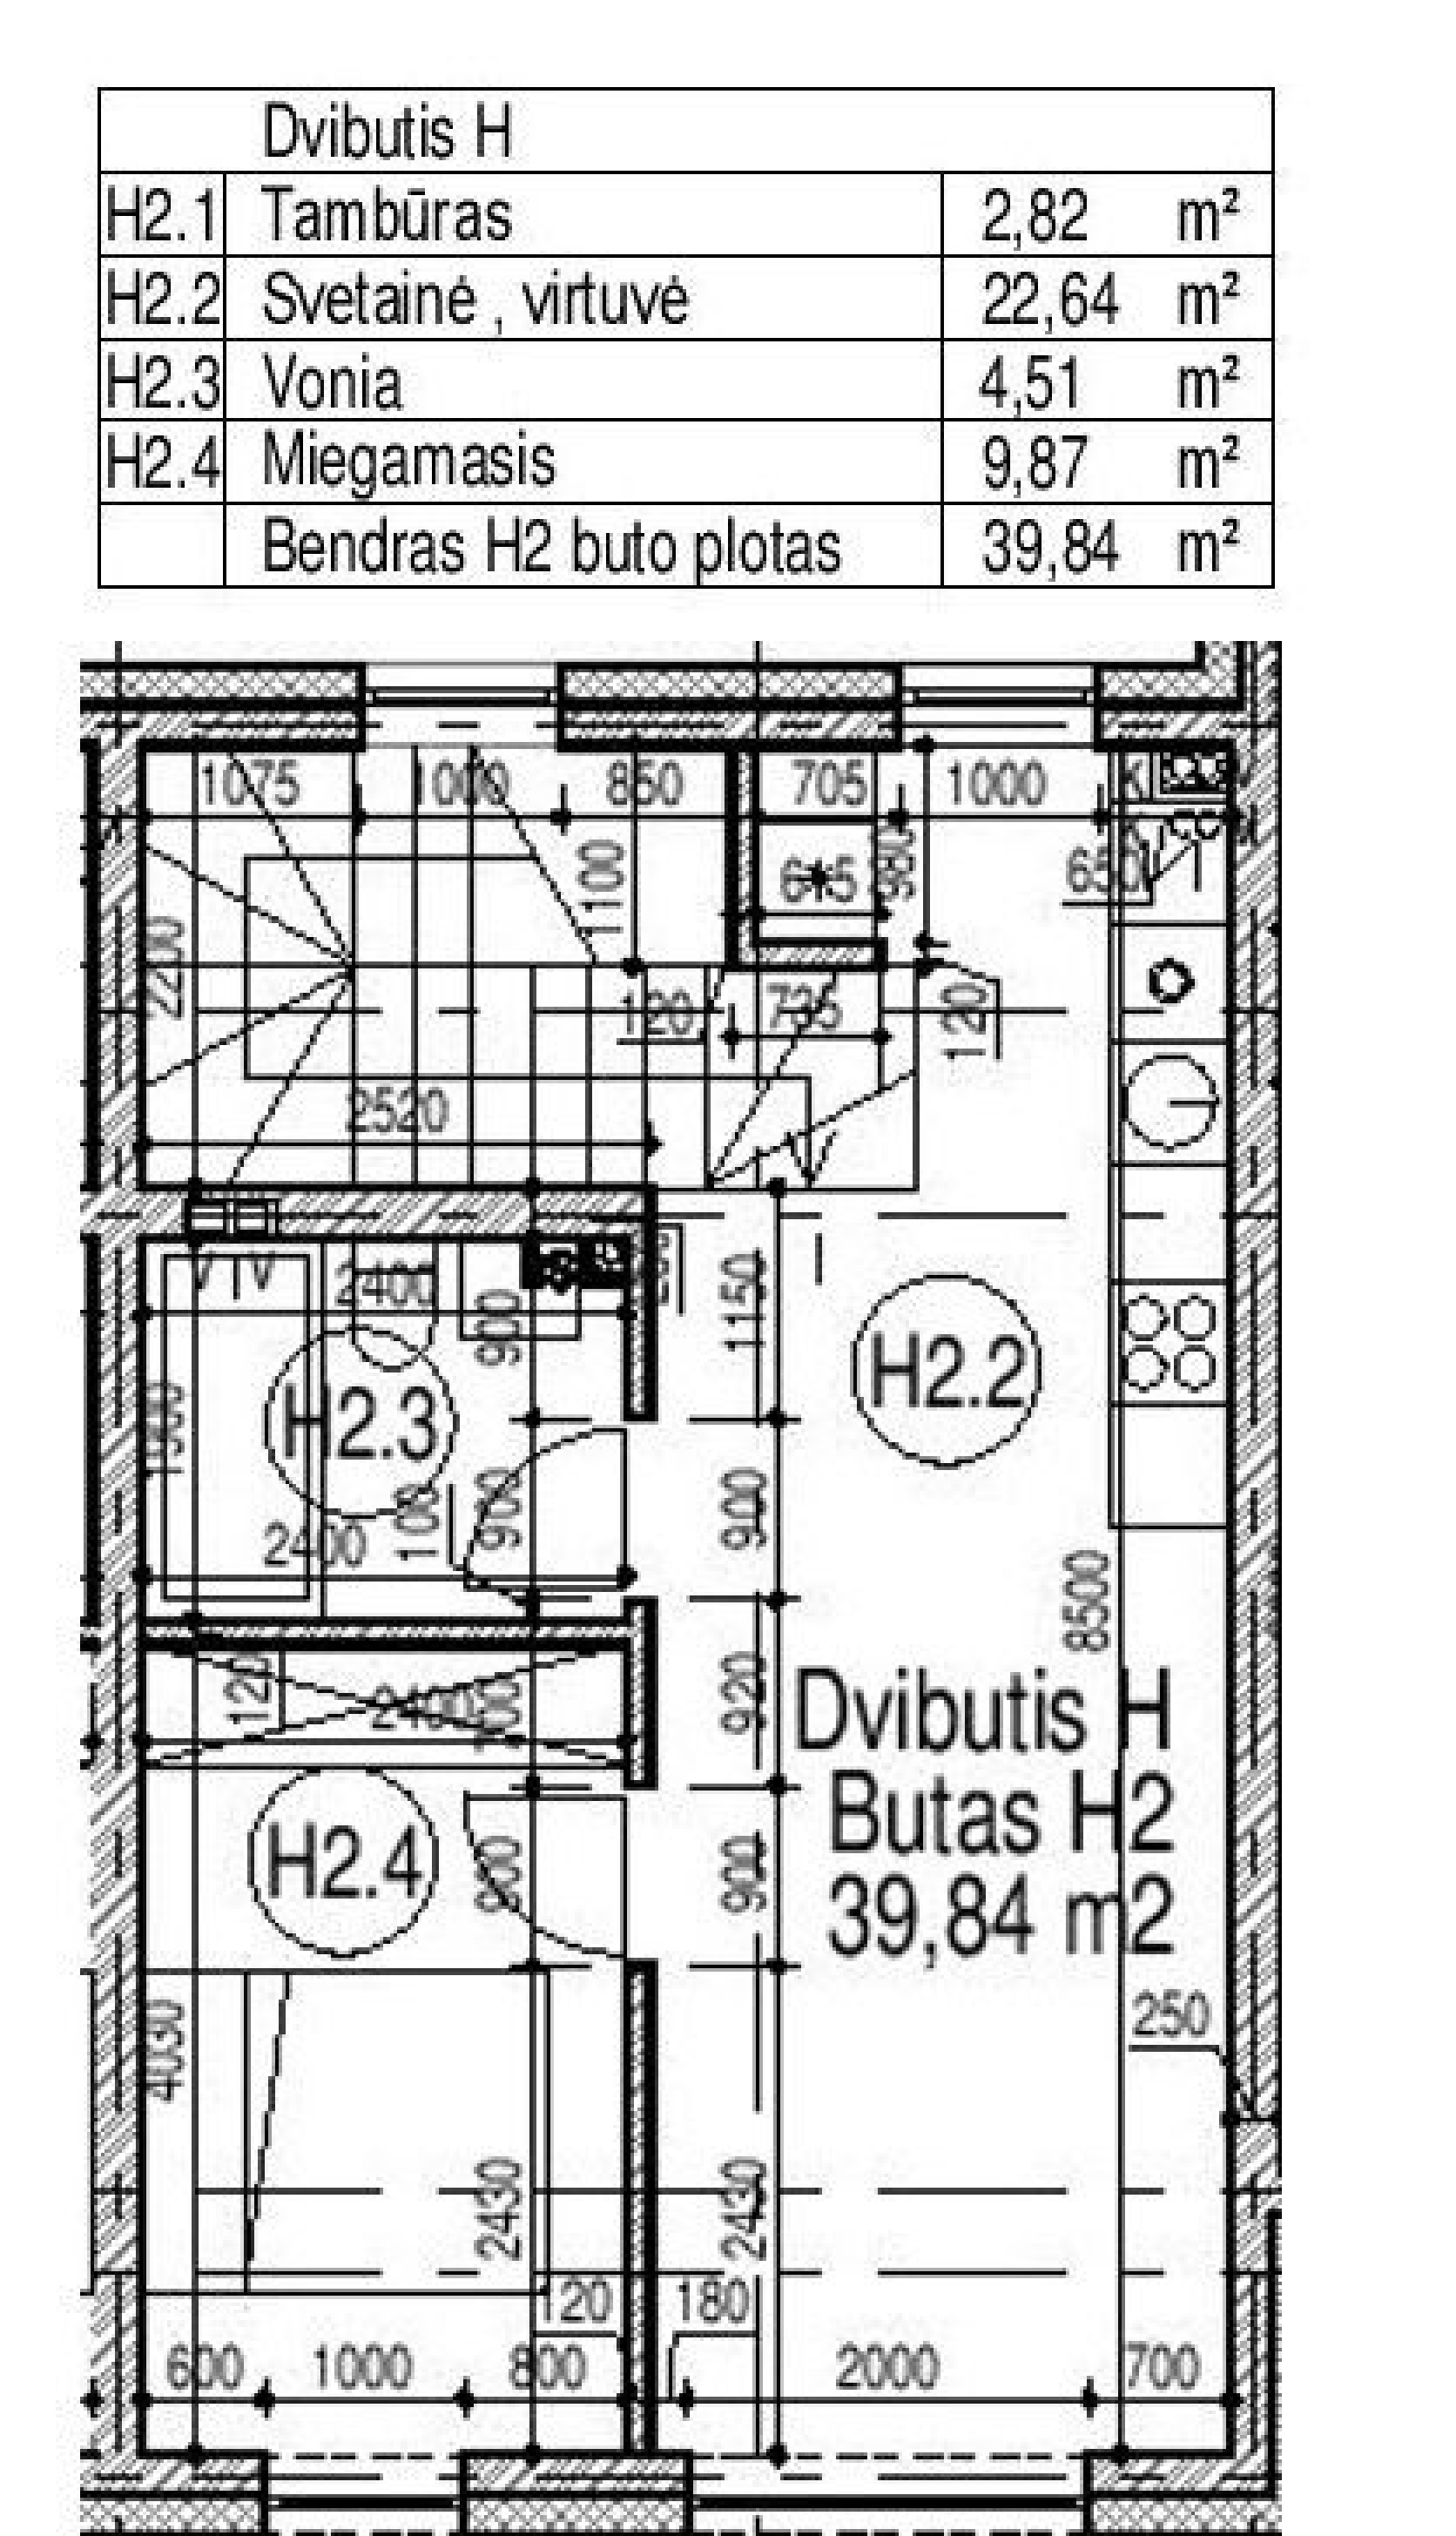 Dvibutis H
H2.1 Tambūras 2,82 m²
H2.2 Svetainė , virtuvė 22,64 m²
H2.3 Vonia 4,51 m²
H2.4 Miegamasis 9,87 m²
Bendras H2 buto plotas 39,84 m²
1075 1000 850 705 1000 K
1100 980 650
2200
120 735 120
2520
V V 2400 900 1150
H2.2
H2.3
1900 108 900 900
2400
8500
120 2400 700 920
Dvibutis H
Butas H2
39,84 m2
H2.4
900 900
250
4030
2430 2430
120 180
600 1000 800 2000 700